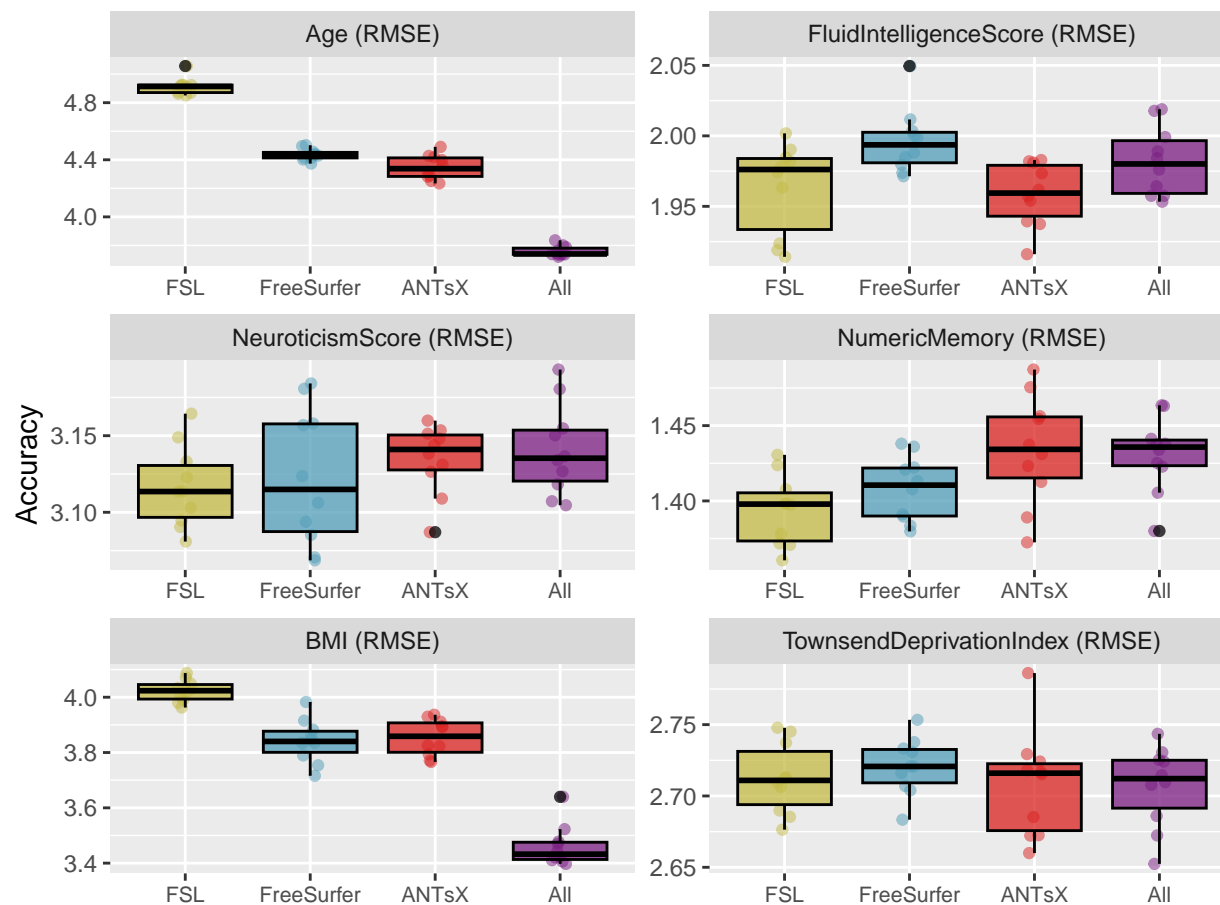 Age (RMSE)
4.8
4.4
4.0
FSL FreeSurfer ANTsX All
FluidIntelligenceScore (RMSE)
2.05
2.00
1.95
FSL FreeSurfer ANTsX All
Accuracy
NeuroticismScore (RMSE)
3.15
3.10
FSL FreeSurfer ANTsX All
NumericMemory (RMSE)
1.45
1.40
FSL FreeSurfer ANTsX All
BMI (RMSE)
4.0
3.8
3.6
3.4
FSL FreeSurfer ANTsX All
TownsendDeprivationIndex (RMSE)
2.75
2.70
2.65
FSL FreeSurfer ANTsX All